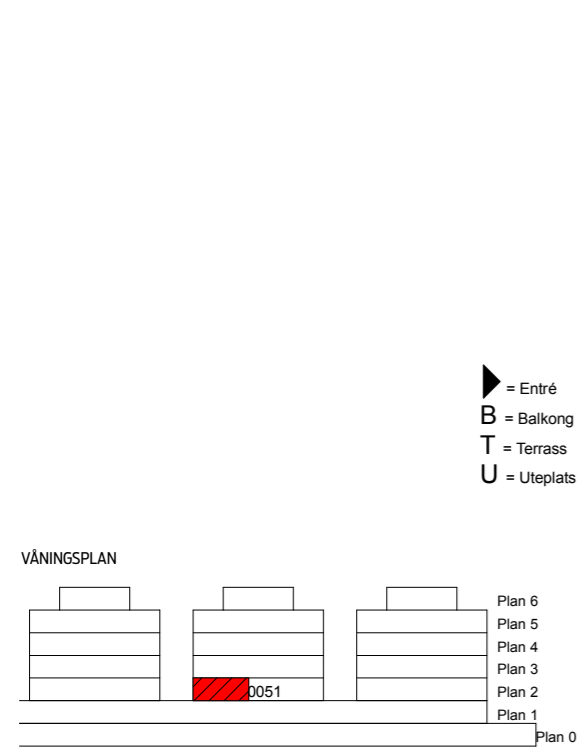 = Entré
B = Balkong
T = Terrass
U = Uteplats
VÅNINGSPLAN
Plan 6
Plan 5
Plan 4
Plan 3
0051 Plan 2
Plan 1
Plan 0